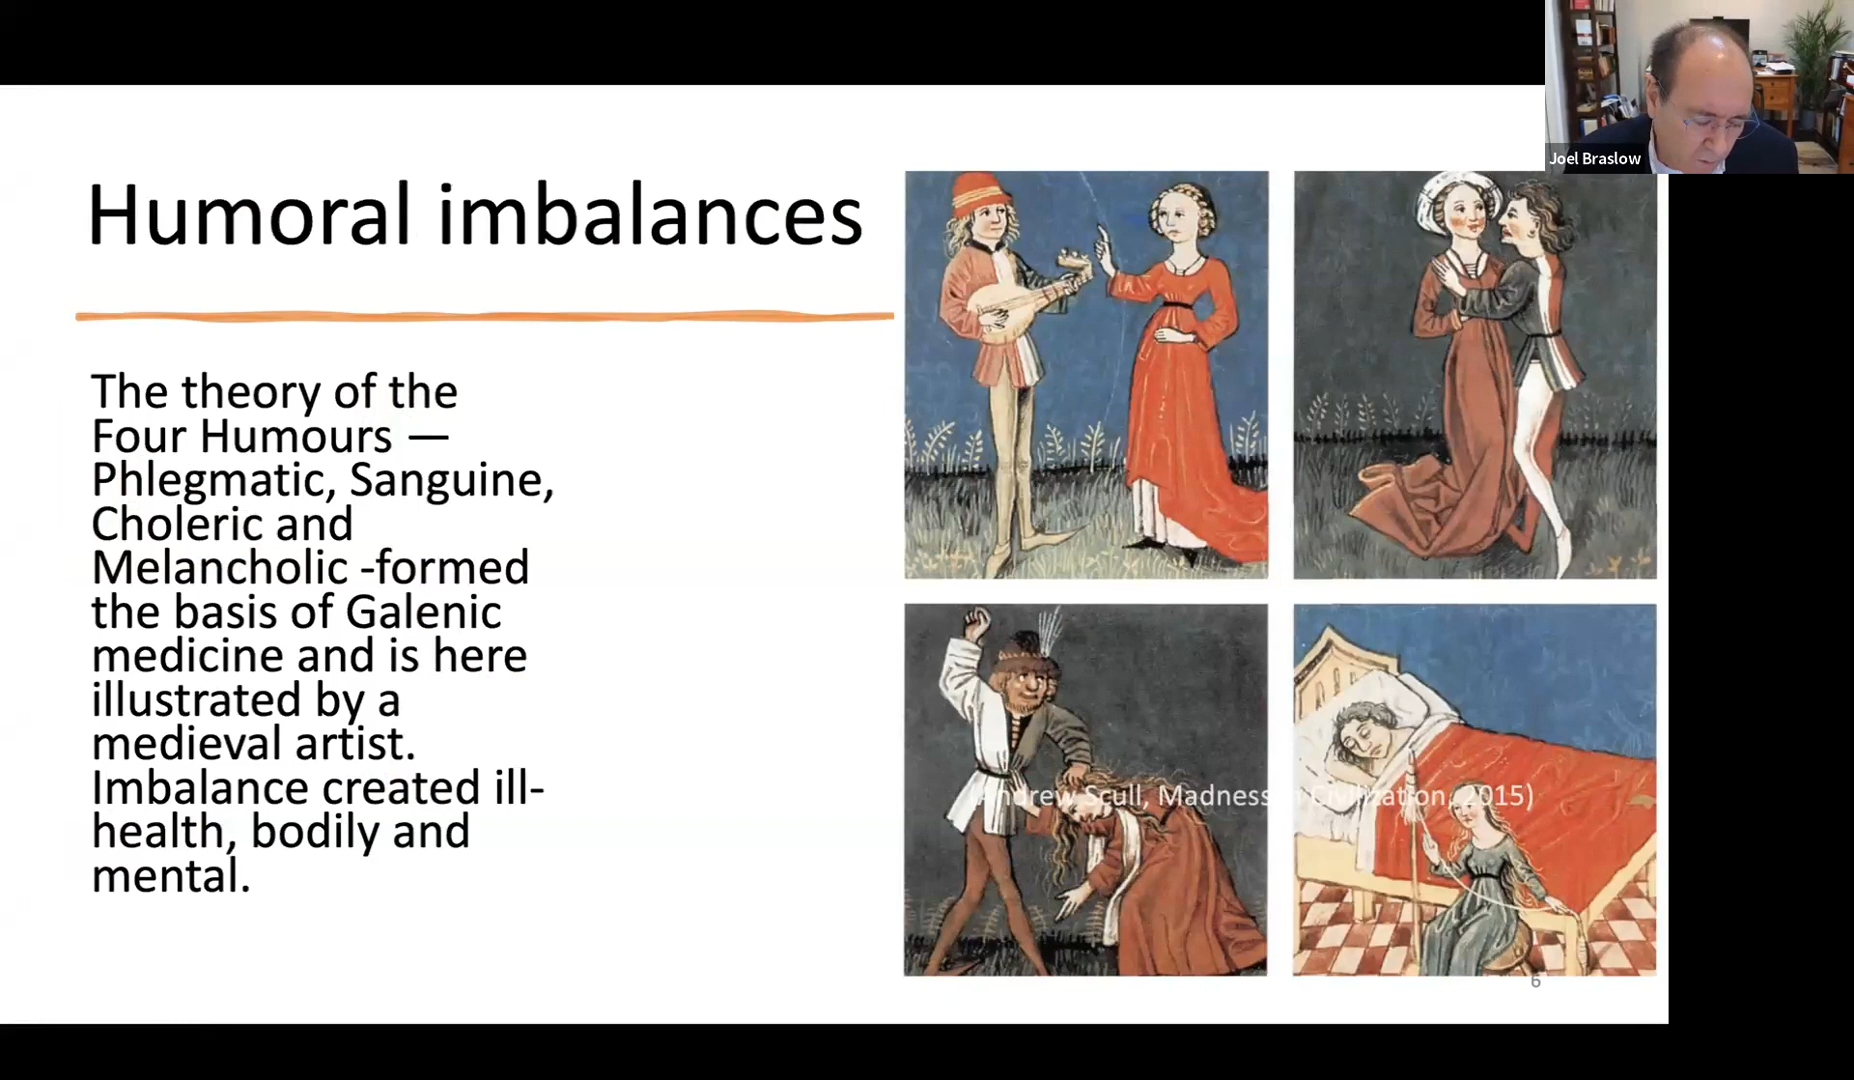 Joel Braslow
Humoral imbalances
The theory of the
Four Humours —
Phlegmatic, Sanguine,
Choleric and
Melancholic -formed
the basis of Galenic
medicine and is here
illustrated by a
medieval artist.
Imbalance created ill-
health, bodily and
mental.
(Andrew Scull, Madness in Civilization, 2015)
6